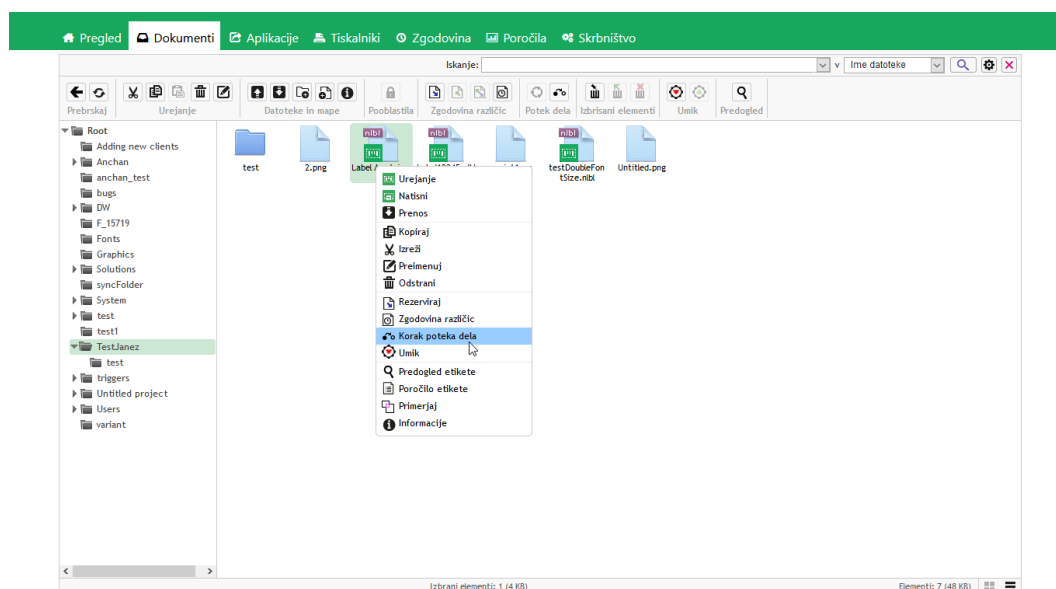 Pregled Dokumenti Aplikacije Tiskalniki Zgodovina Poročila Skrbništvo
Iskanje: v Ime datoteke
Prebrskaj Urejanje Datoteke in mape Pooblastila Zgodovina različic Potek dela Izbrisani elementi Umik Predogled
Root
Adding new clients
Anchan
anchan_test
bugs
DW
F_15719
Fonts
Graphics
Solutions
syncFolder
System
test
test1
TestJanez
test
triggers
Untitled project
Users
variant
nlbl nlbl nlbl
test 2.png Label testDoubleFon Untitled.png
tSize.nlbl
Urejanje
Natisni
Prenos
Kopiraj
Izreži
Preimenuj
Odstrani
Rezerviraj
Zgodovina različic
Korak poteka dela
Umik
Predogled etikete
Poročilo etikete
Primerjaj
Informacije
Izbrani elementi: 1 (4 KB) Elementi: 7 (48 KB)